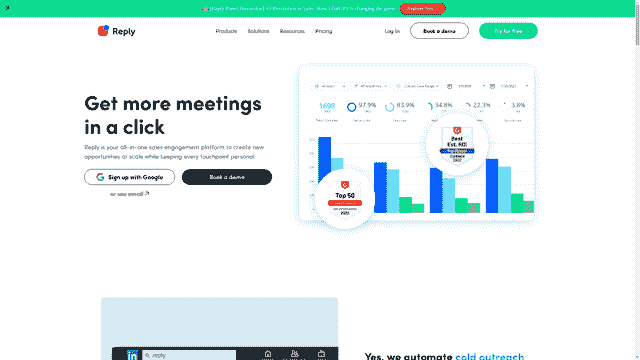 Reply
Products Solutions Resources Pricing
Log in
Book a demo
Try for free
Get more meetings
in a click
Reply is your all-in-one sales engagement platform to create new
opportunities at scale while keeping every touchpoint personal
Sign up with Google
Book a demo
or use email
1698 97.9% 83.9% 34.8% 22.3% 3.8%
Best
Est. ROI
Top 50
in reply
Yes, we automate cold outreach